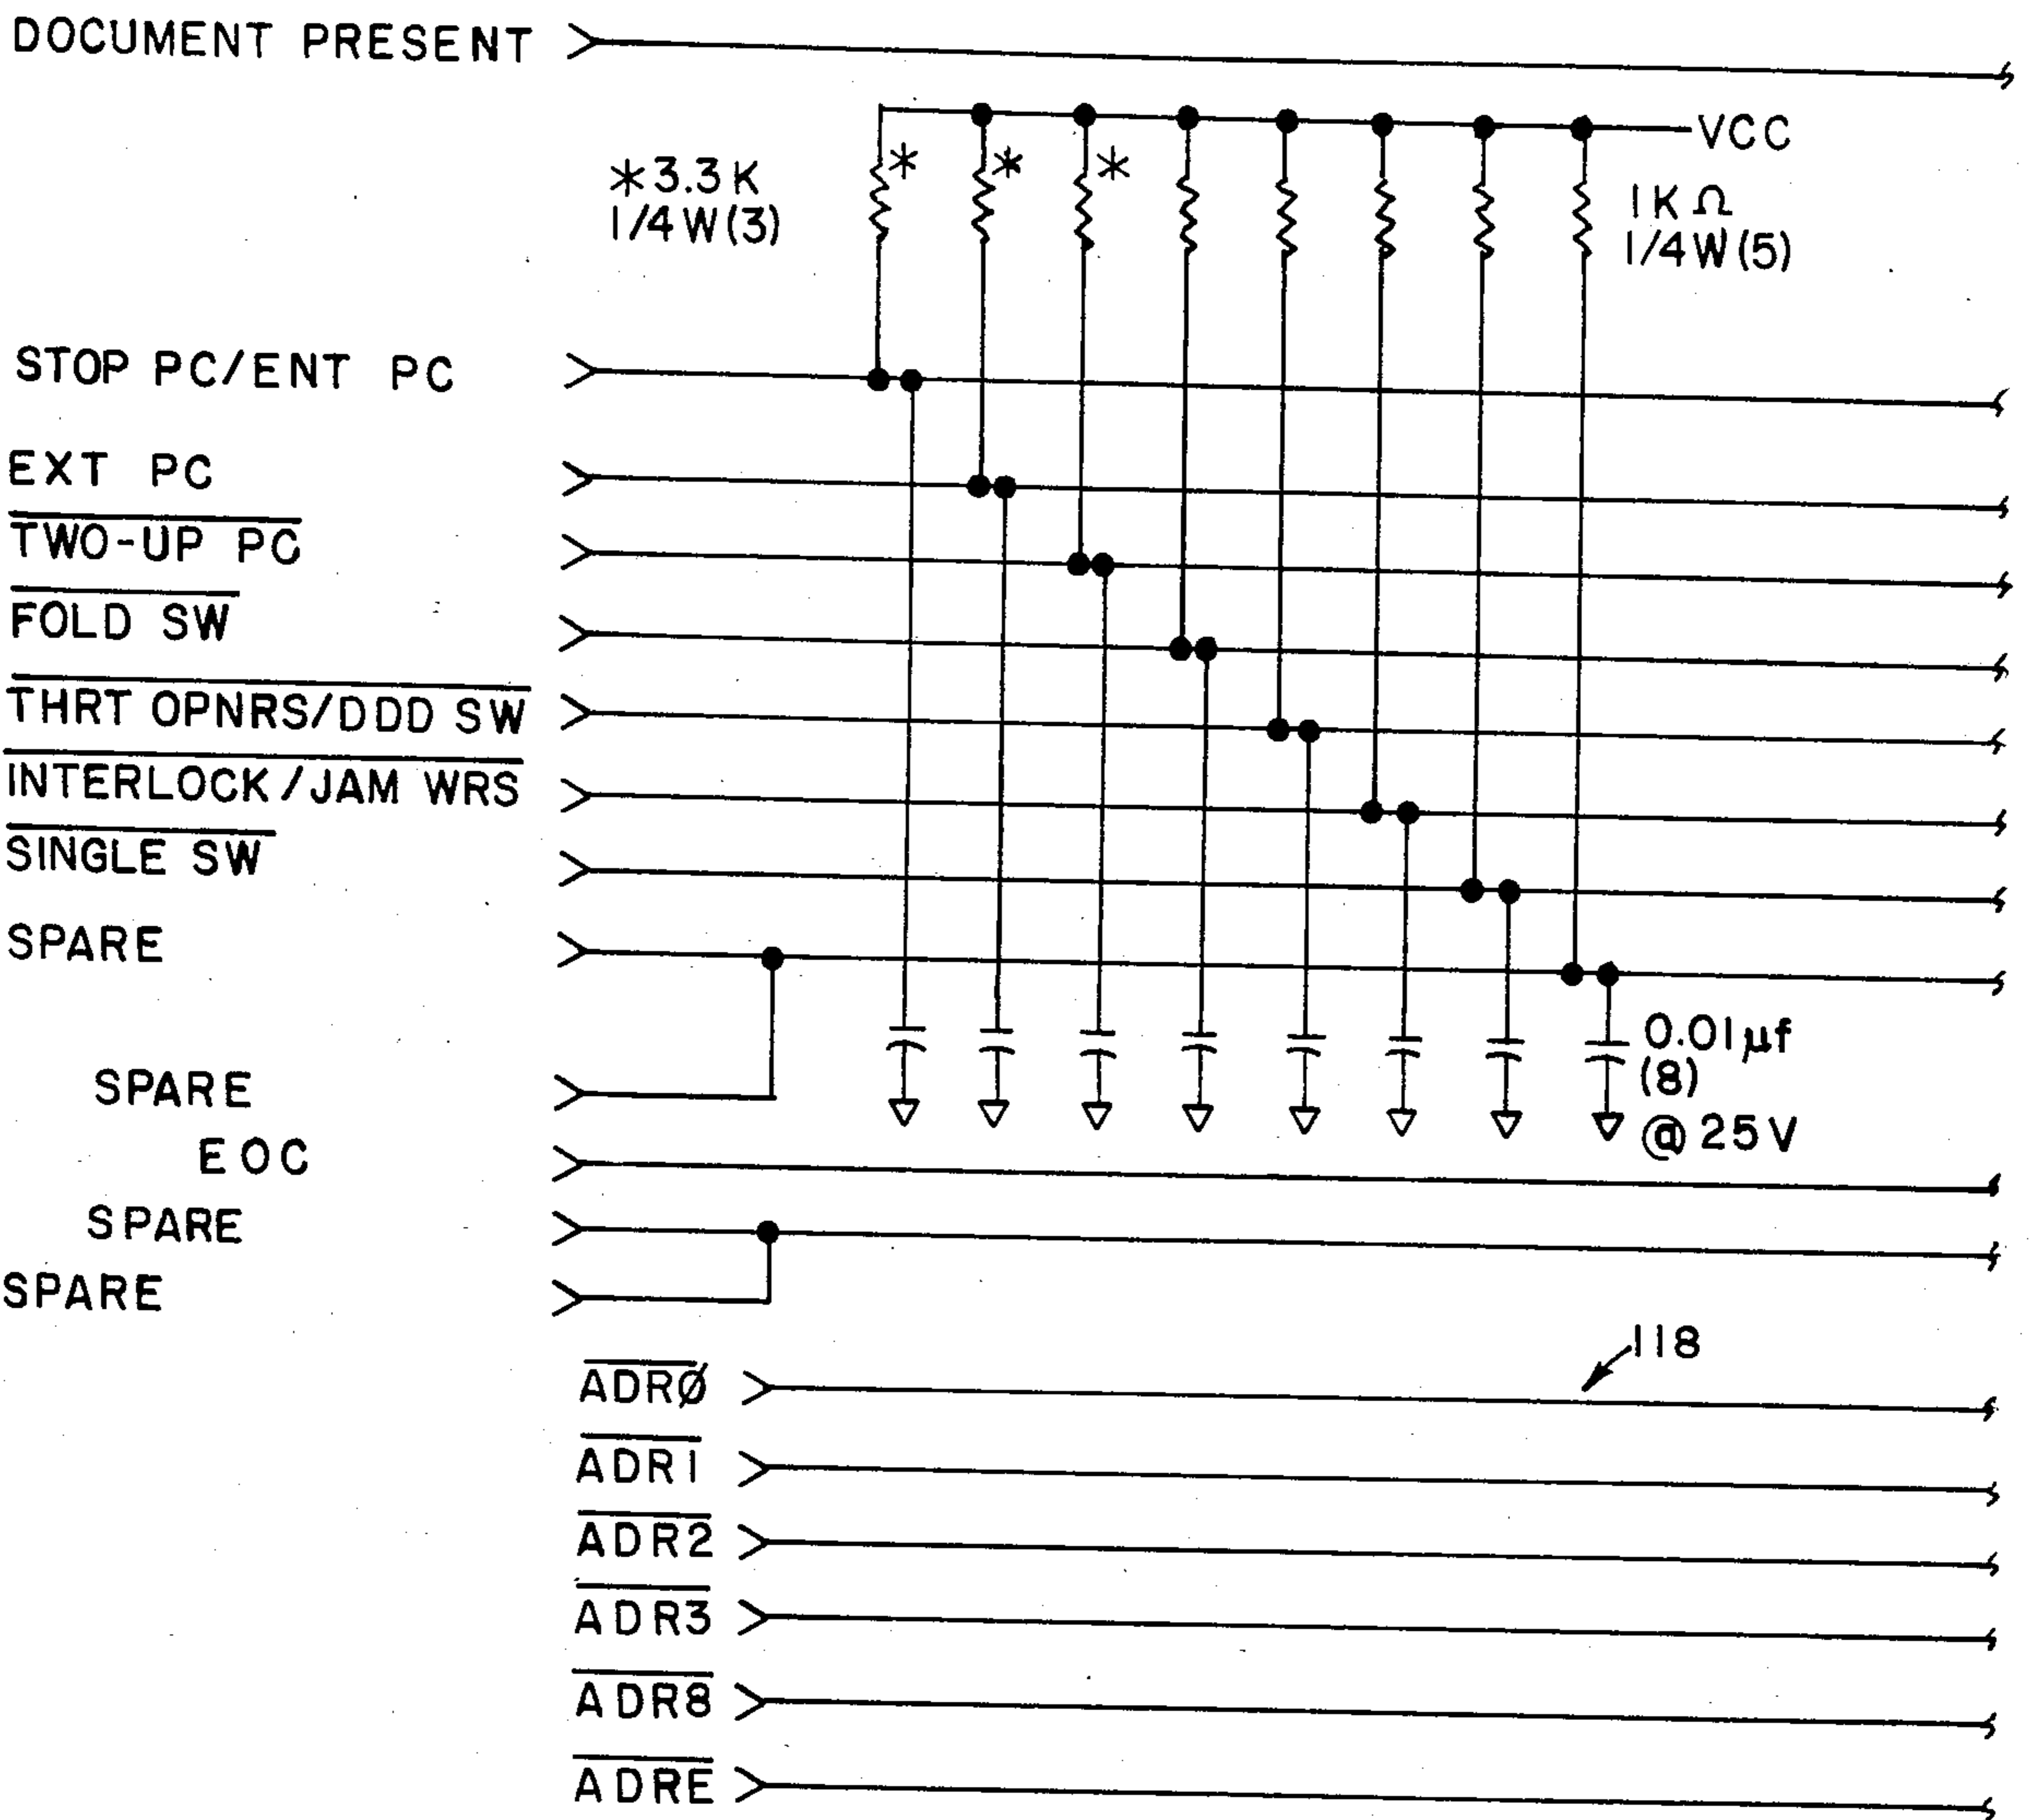 DOCUMENT PRESENT
VCC
*3.3K
1/4W(3)
*
*
*
1KΩ
1/4W(5)
STOP PC/ENT PC
EXT PC
TWO-UP PC
FOLD SW
THRT OPNRS/DDD SW
INTERLOCK/JAM WRS
SINGLE SW
SPARE
0.01µf
(8)
@25V
SPARE
EOC
SPARE
SPARE
118
ADRØ
ADR1
ADR2
ADR3
ADR8
ADRE